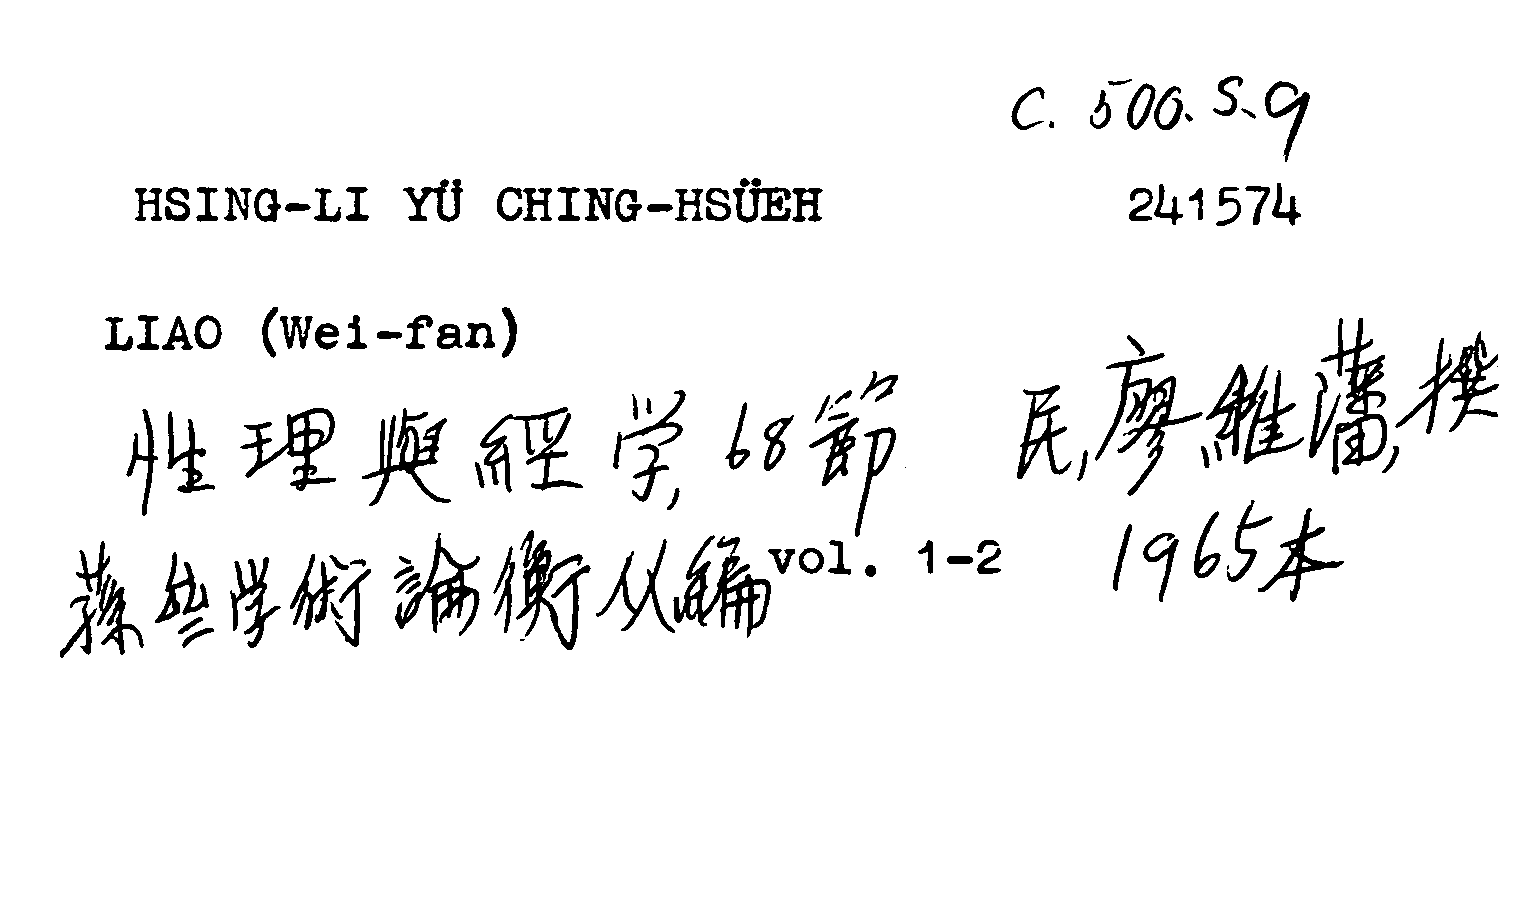 C. 500. S. 9
HSING-LI YÜ CHING-HSÜEH 241574
LIAO (Wei-fan)
性理與經学, 68節 民, 廖維藩, 撰
学術論衡从編 vol. 1-2 1965本